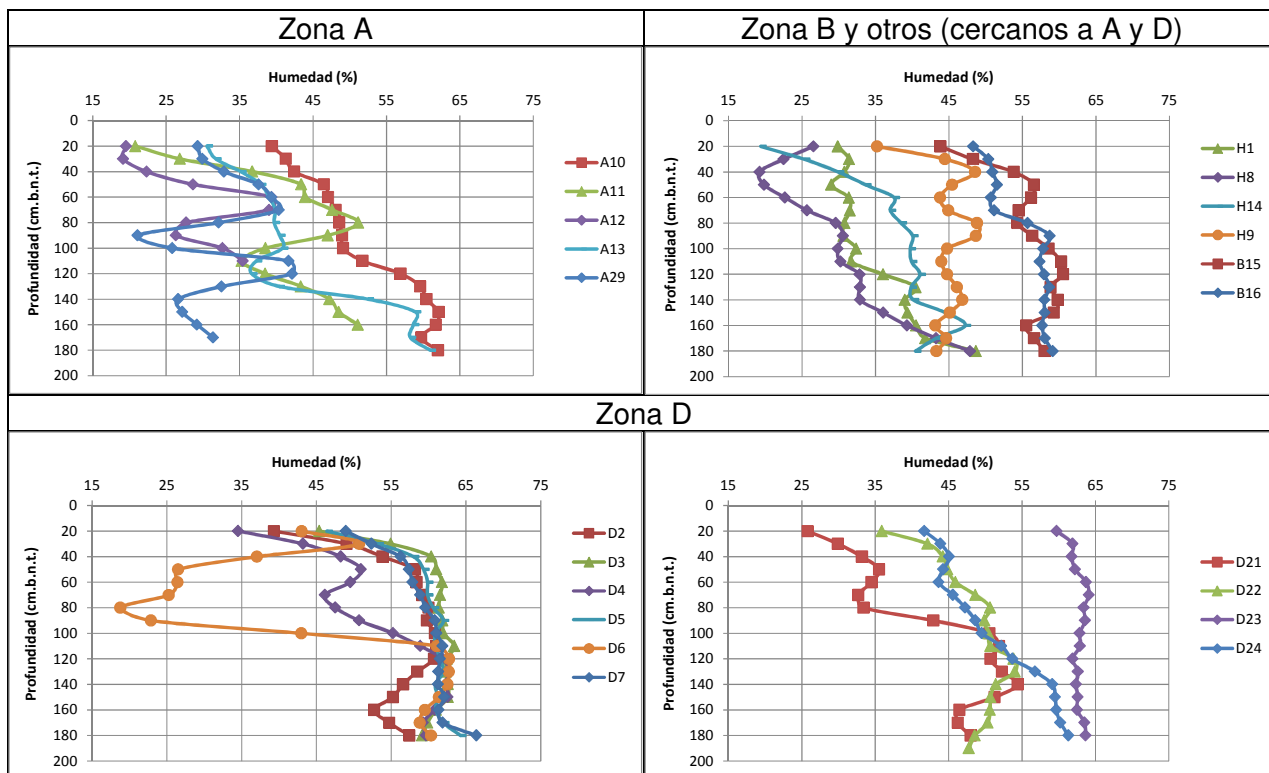 Zona A
Zona B y otros (cercanos a A y D)
Humedad (%)
15 25 35 45 55 65 75
Profundidad (cm.b.n.t.)
0
20
40
60
80
100
120
140
160
180
200
A10
A11
A12
A13
A29
Humedad (%)
15 25 35 45 55 65 75
Profundidad (cm.b.n.t.)
0
20
40
60
80
100
120
140
160
180
200
H1
H8
H14
H9
B15
B16
Zona D
Humedad (%)
15 25 35 45 55 65 75
Profundidad (cm.b.n.t.)
0
20
40
60
80
100
120
140
160
180
200
D2
D3
D4
D5
D6
D7
Humedad (%)
15 25 35 45 55 65 75
Profundidad (cm.b.n.t.)
0
20
40
60
80
100
120
140
160
180
200
D21
D22
D23
D24